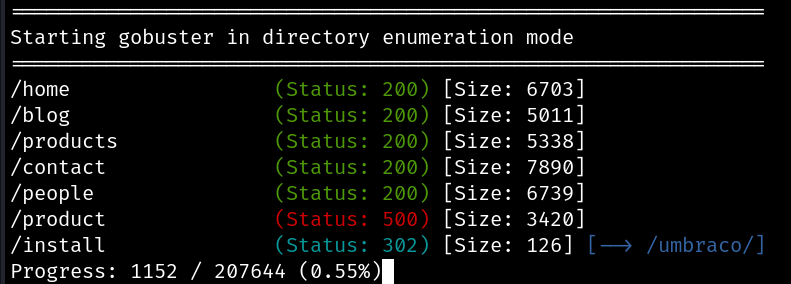 ===============================================================
Starting gobuster in directory enumeration mode
===============================================================
/home                 (Status: 200) [Size: 6703]
/blog                 (Status: 200) [Size: 5011]
/products             (Status: 200) [Size: 5338]
/contact              (Status: 200) [Size: 7890]
/people               (Status: 200) [Size: 6739]
/product              (Status: 500) [Size: 3420]
/install              (Status: 302) [Size: 126] [--> /umbraco/]
Progress: 1152 / 207644 (0.55%)